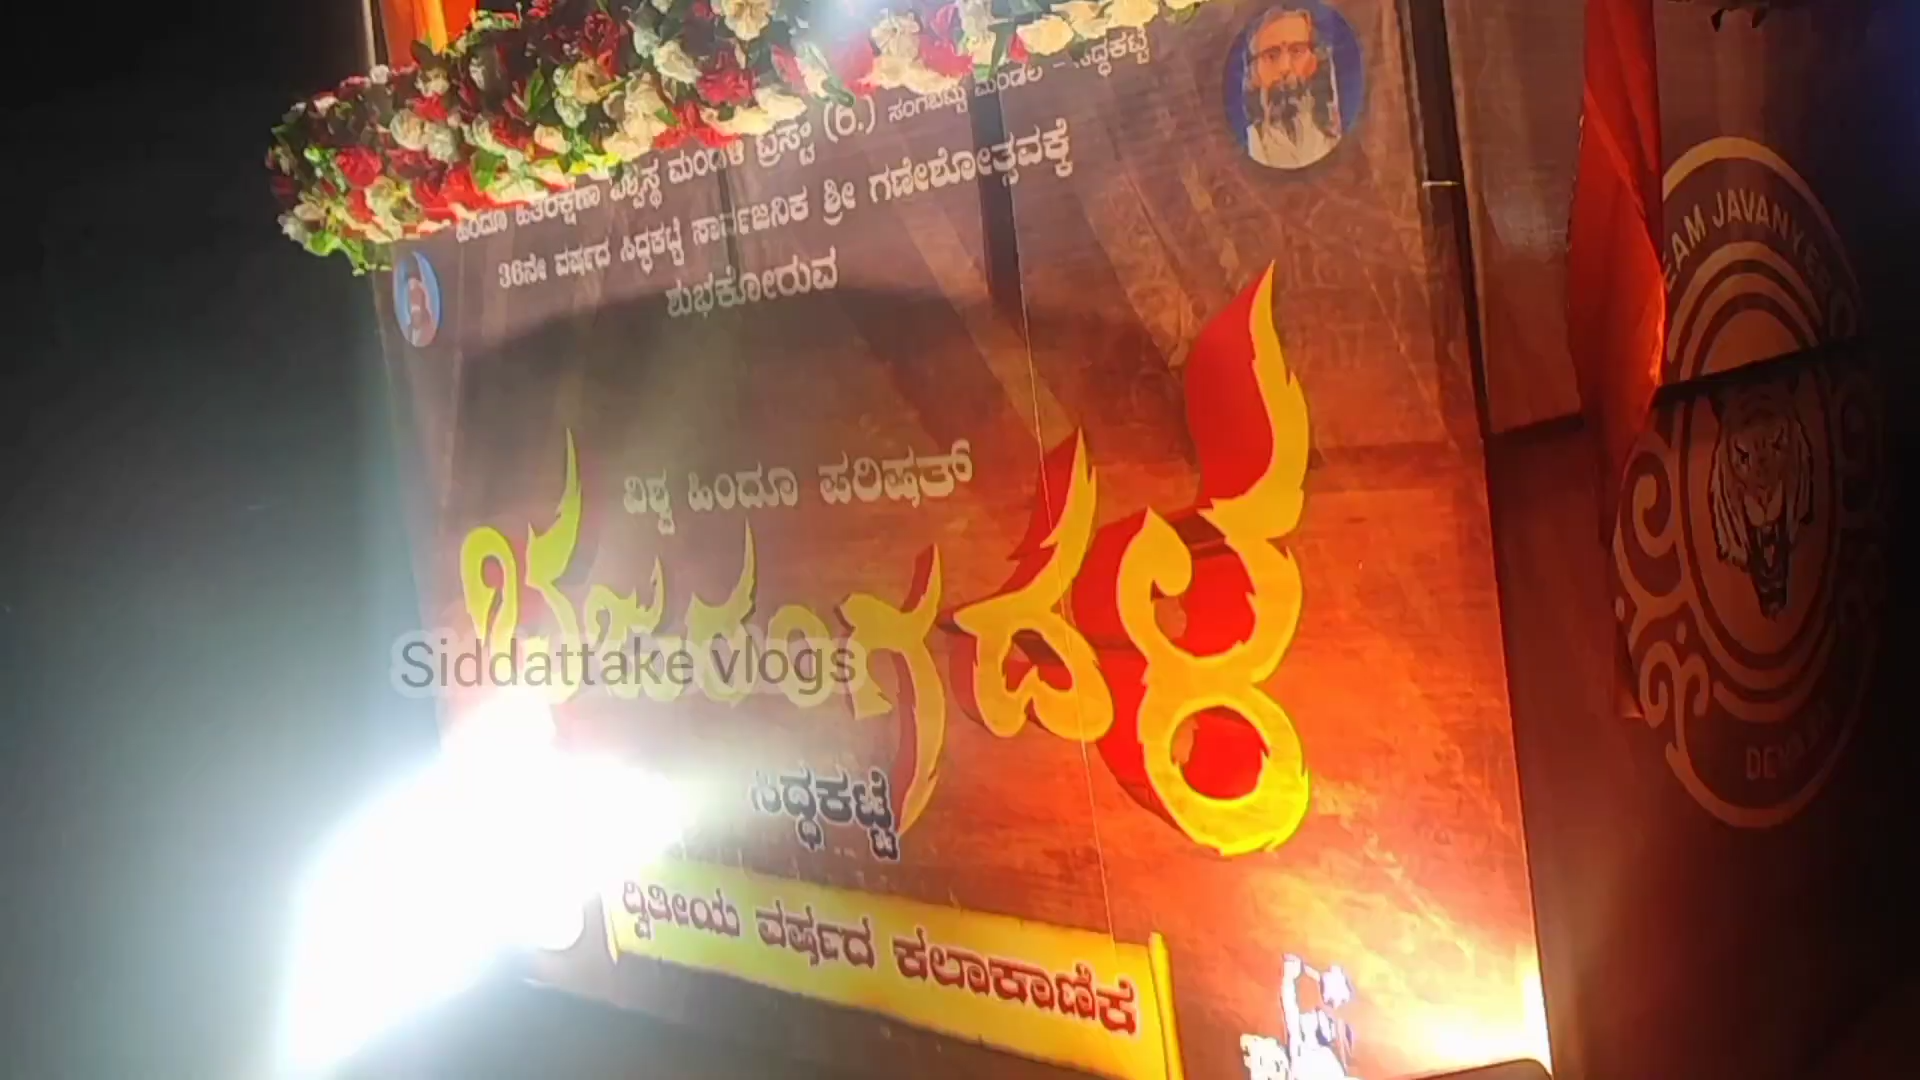 ಹಿಂದೂ ಹಿತರಕ್ಷಣಾ ವಿಶ್ವಸ್ಥ ಮಂಡಳಿ ಟ್ರಸ್ಟ್ (ರಿ.) ಸಂಗಬೆಟ್ಟು ಮಂಡಲ - ಸಿದ್ಧಕಟ್ಟೆ
36ನೇ ವರ್ಷದ ಸಿದ್ಧಕಟ್ಟೆ ಸಾರ್ವಜನಿಕ ಶ್ರೀ ಗಣೇಶೋತ್ಸವಕ್ಕೆ
ಶುಭಕೋರುವ
ವಿಶ್ವ ಹಿಂದೂ ಪರಿಷತ್
ಬಜರಂಗದಳ
ಸಿದ್ಧಕಟ್ಟೆ
ದ್ವಿತೀಯ ವರ್ಷದ ಕಲಾಕಾಣಿಕೆ
Siddattake vlogs